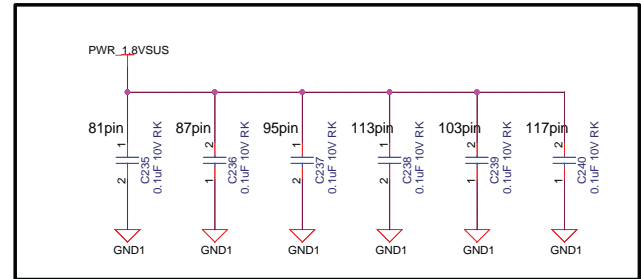 PWR_1.8VSUS
81pin
87pin
95pin
113pin
103pin
117pin
1
2
C235
0.1uF 10V RK
2
1
C236
0.1uF 10V RK
2
1
C237
0.1uF 10V RK
1
2
C238
0.1uF 10V RK
2
1
C239
0.1uF 10V RK
2
1
C240
0.1uF 10V RK
GND1
GND1
GND1
GND1
GND1
GND1